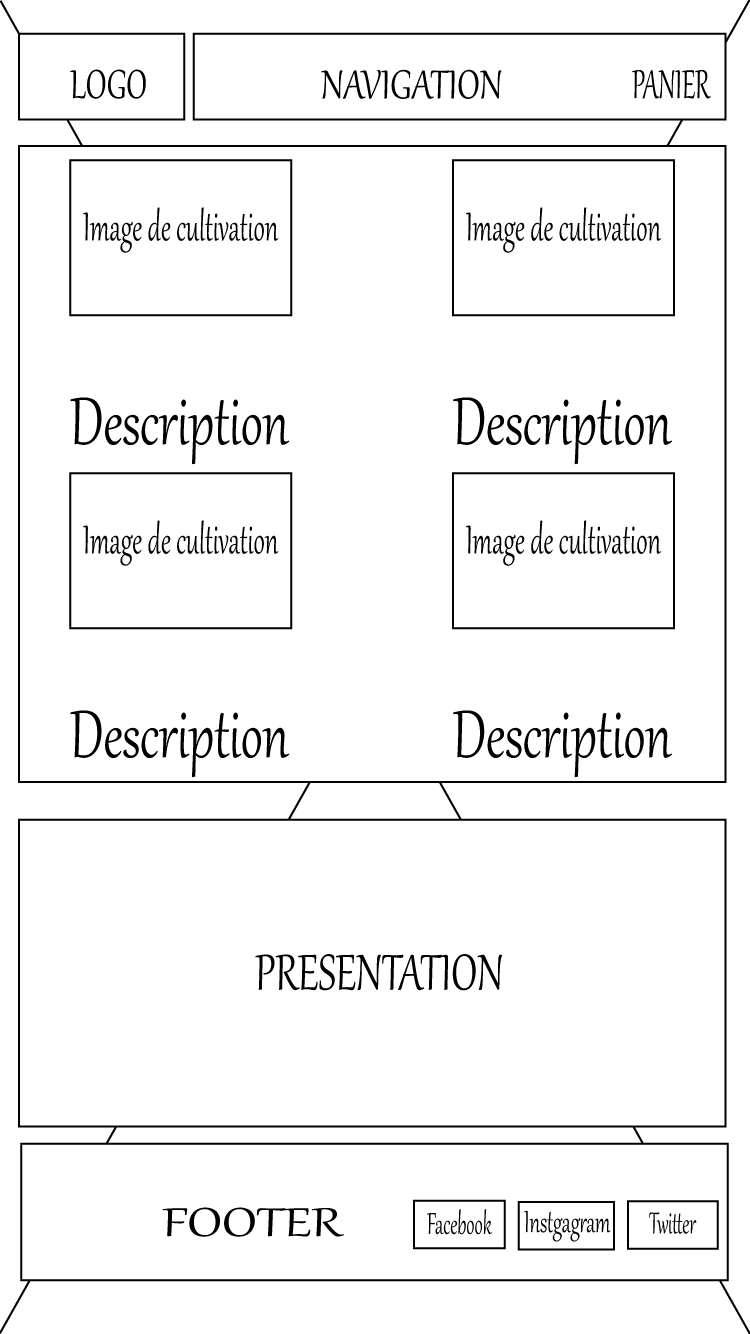 LOGO NAVIGATION PANIER
Image de cultivation Image de cultivation
Description Description
Image de cultivation Image de cultivation
Description Description
PRESENTATION
FOOTER Facebook Instgagram Twitter